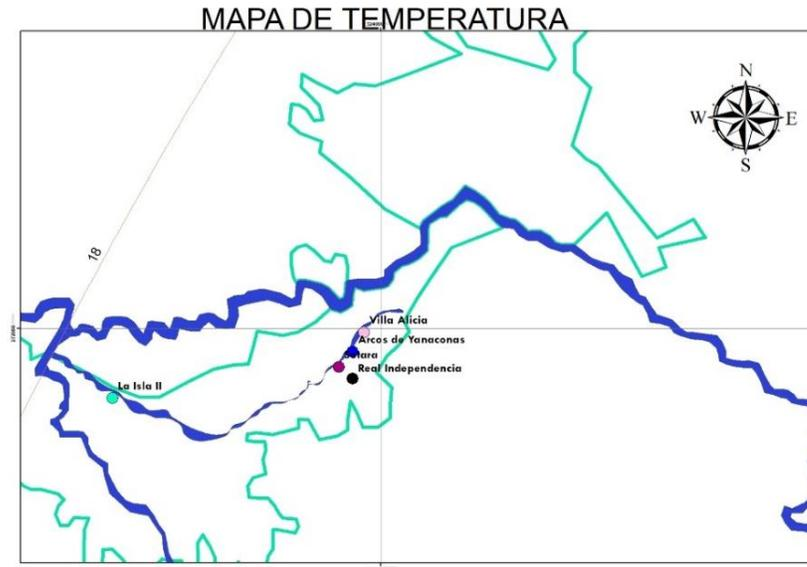 MAPA DE TEMPERATURA
N
W E
S
18
Villa Alicia
Arcos de Yanaconas
Real Independencia
La Isla II